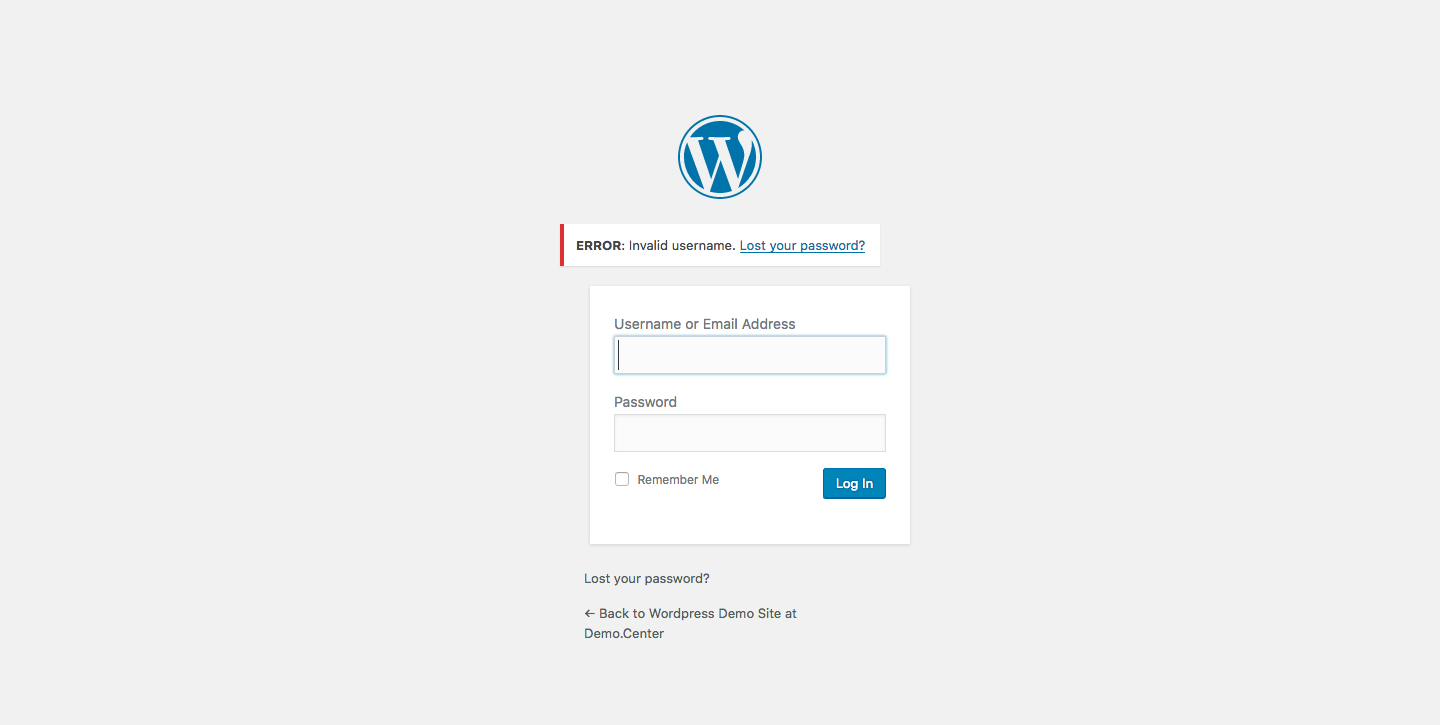 ERROR: Invalid username. Lost your password?
Username or Email Address
Password
Remember Me
Log In
Lost your password?
← Back to Wordpress Demo Site at
Demo.Center